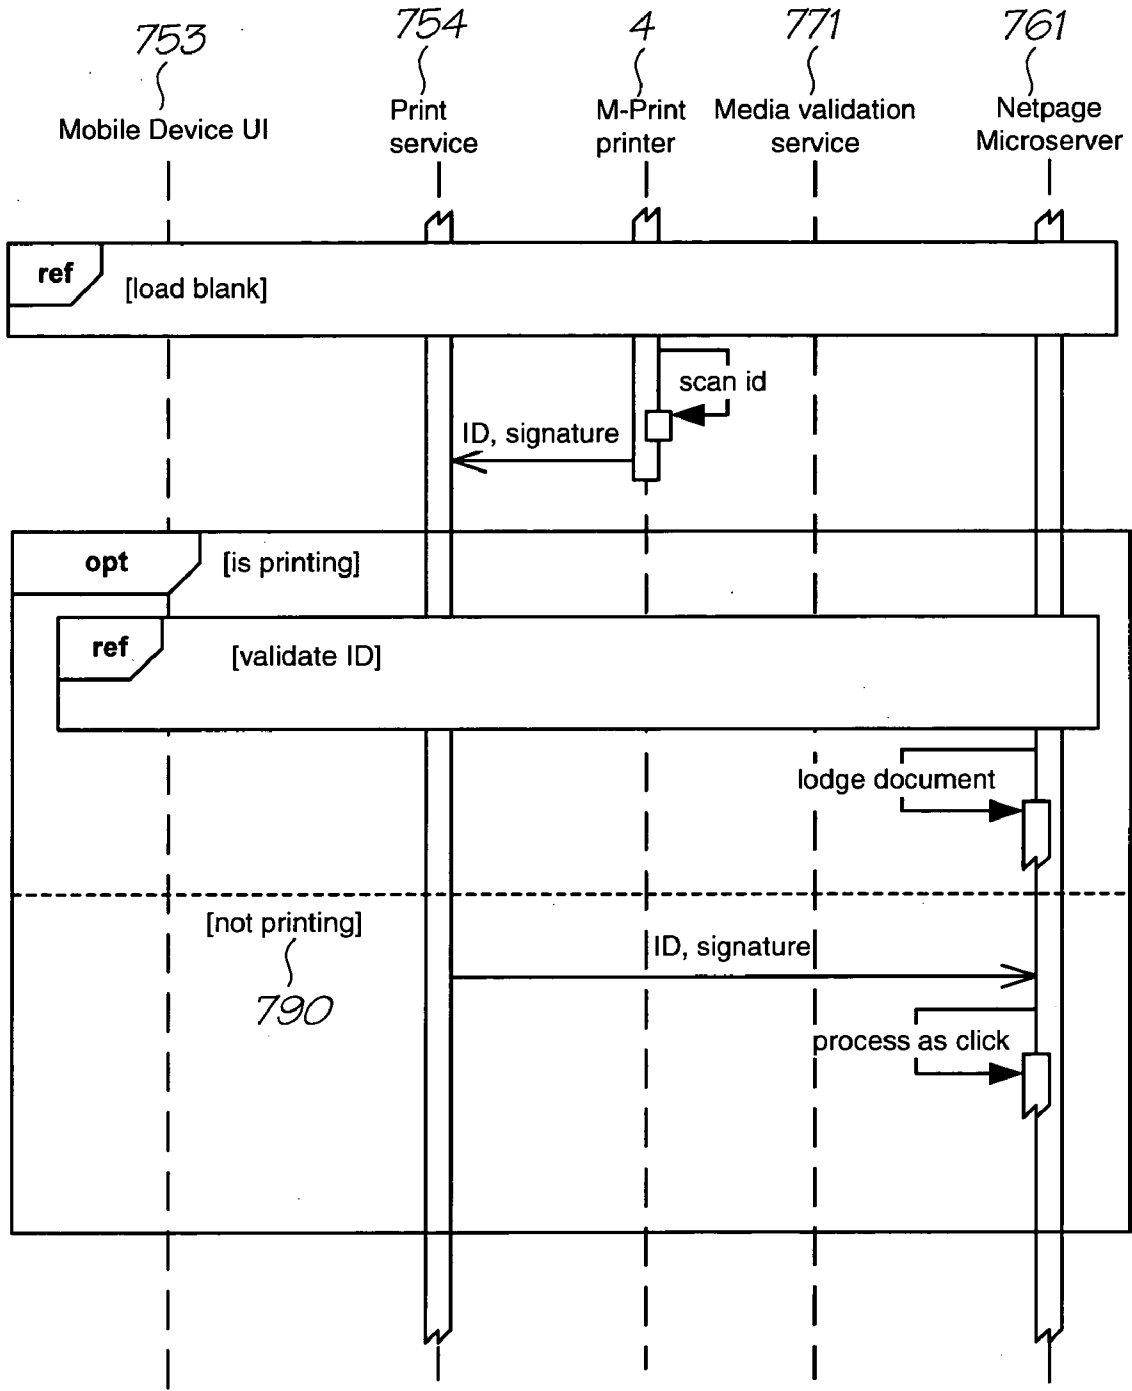 753 754 4 771 761
Mobile Device UI
Print
service
M-Print
printer
Media validation
service
Netpage
Microserver
ref
[load blank]
scan id
ID, signature
opt
[is printing]
ref
[validate ID]
lodge document
[not printing]
790
ID, signature
process as click